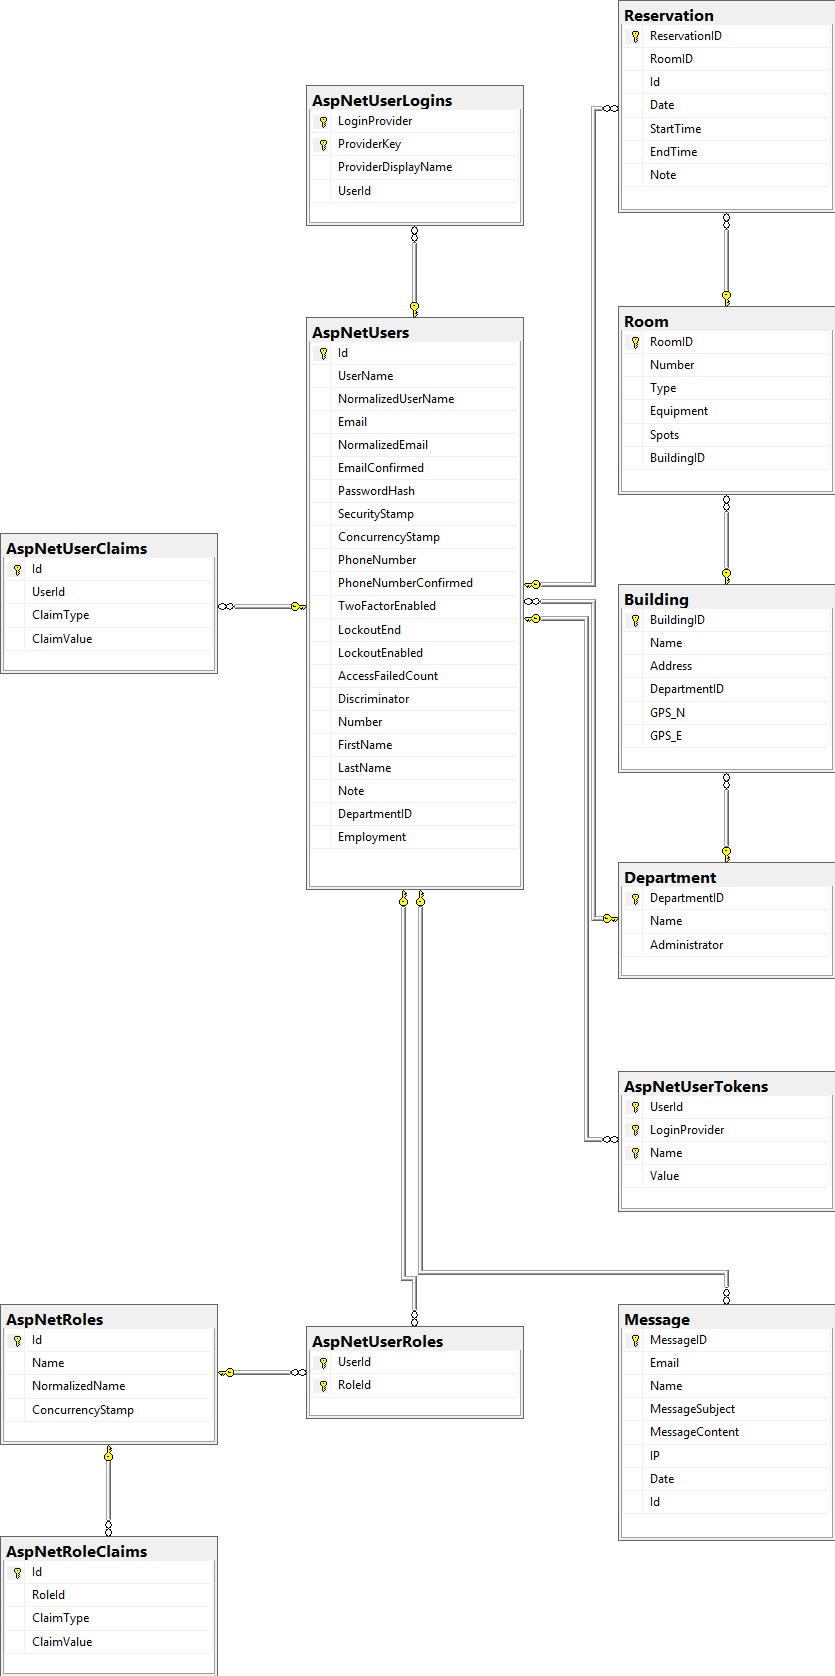 Reservation
ReservationID
RoomID
Id
Date
StartTime
EndTime
Note
AspNetUserLogins
LoginProvider
ProviderKey
ProviderDisplayName
UserId
AspNetUsers
Id
UserName
NormalizedUserName
Email
NormalizedEmail
EmailConfirmed
PasswordHash
SecurityStamp
ConcurrencyStamp
PhoneNumber
PhoneNumberConfirmed
TwoFactorEnabled
LockoutEnd
LockoutEnabled
AccessFailedCount
Discriminator
Number
FirstName
LastName
Note
DepartmentID
Employment
Room
RoomID
Number
Type
Equipment
Spots
BuildingID
AspNetUserClaims
Id
UserId
ClaimType
ClaimValue
Building
BuildingID
Name
Address
DepartmentID
GPS_N
GPS_E
Department
DepartmentID
Name
Administrator
AspNetUserTokens
UserId
LoginProvider
Name
Value
AspNetRoles
Id
Name
NormalizedName
ConcurrencyStamp
AspNetUserRoles
UserId
RoleId
Message
MessageID
Email
Name
MessageSubject
MessageContent
IP
Date
Id
AspNetRoleClaims
Id
RoleId
ClaimType
ClaimValue